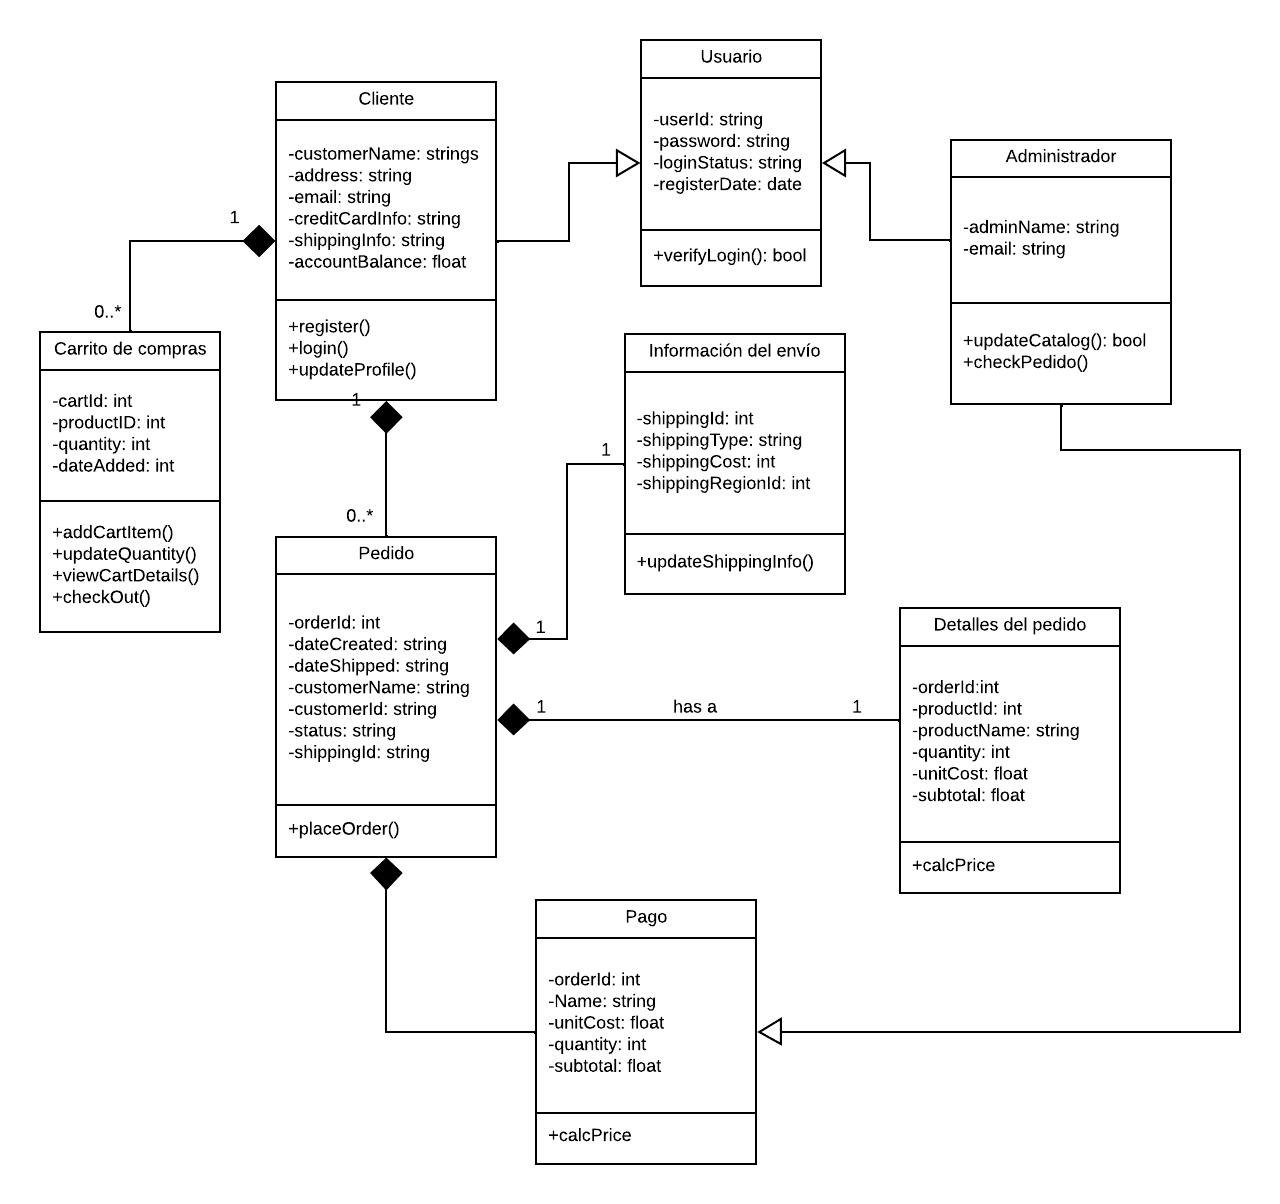 Usuario
-userId: string
-password: string
-loginStatus: string
-registerDate: date
+verifyLogin(): bool
Cliente
-customerName: strings
-address: string
-email: string
-creditCardInfo: string
-shippingInfo: string
-accountBalance: float
+register()
+login()
+updateProfile()
Administrador
-adminName: string
-email: string
+updateCatalog(): bool
+checkPedido()
1
0..*
Carrito de compras
-cartId: int
-productID: int
-quantity: int
-dateAdded: int
+addCartItem()
+updateQuantity()
+viewCartDetails()
+checkOut()
Información del envío
-shippingId: int
-shippingType: string
-shippingCost: int
-shippingRegionId: int
+updateShippingInfo()
1
0..*
1
1
Pedido
-orderId: int
-dateCreated: string
-dateShipped: string
-customerName: string
-customerId: string
-status: string
-shippingId: string
+placeOrder()
1
has a
1
Detalles del pedido
-orderId:int
-productId: int
-productName: string
-quantity: int
-unitCost: float
-subtotal: float
+calcPrice
Pago
-orderId: int
-Name: string
-unitCost: float
-quantity: int
-subtotal: float
+calcPrice